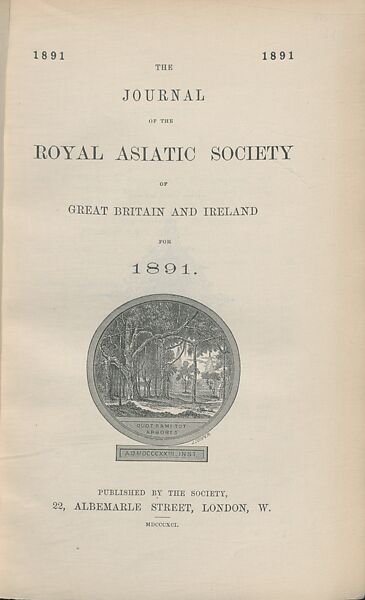 1891 1891
THE
JOURNAL
OF THE
ROYAL ASIATIC SOCIETY
OF
GREAT BRITAIN AND IRELAND
FOR
1891.
QUOT RAMI TOT
ARBORES
A.D. MDCCCXXIII. INST.
PUBLISHED BY THE SOCIETY,
22, ALBEMARLE STREET, LONDON, W.
MDCCCXCI.